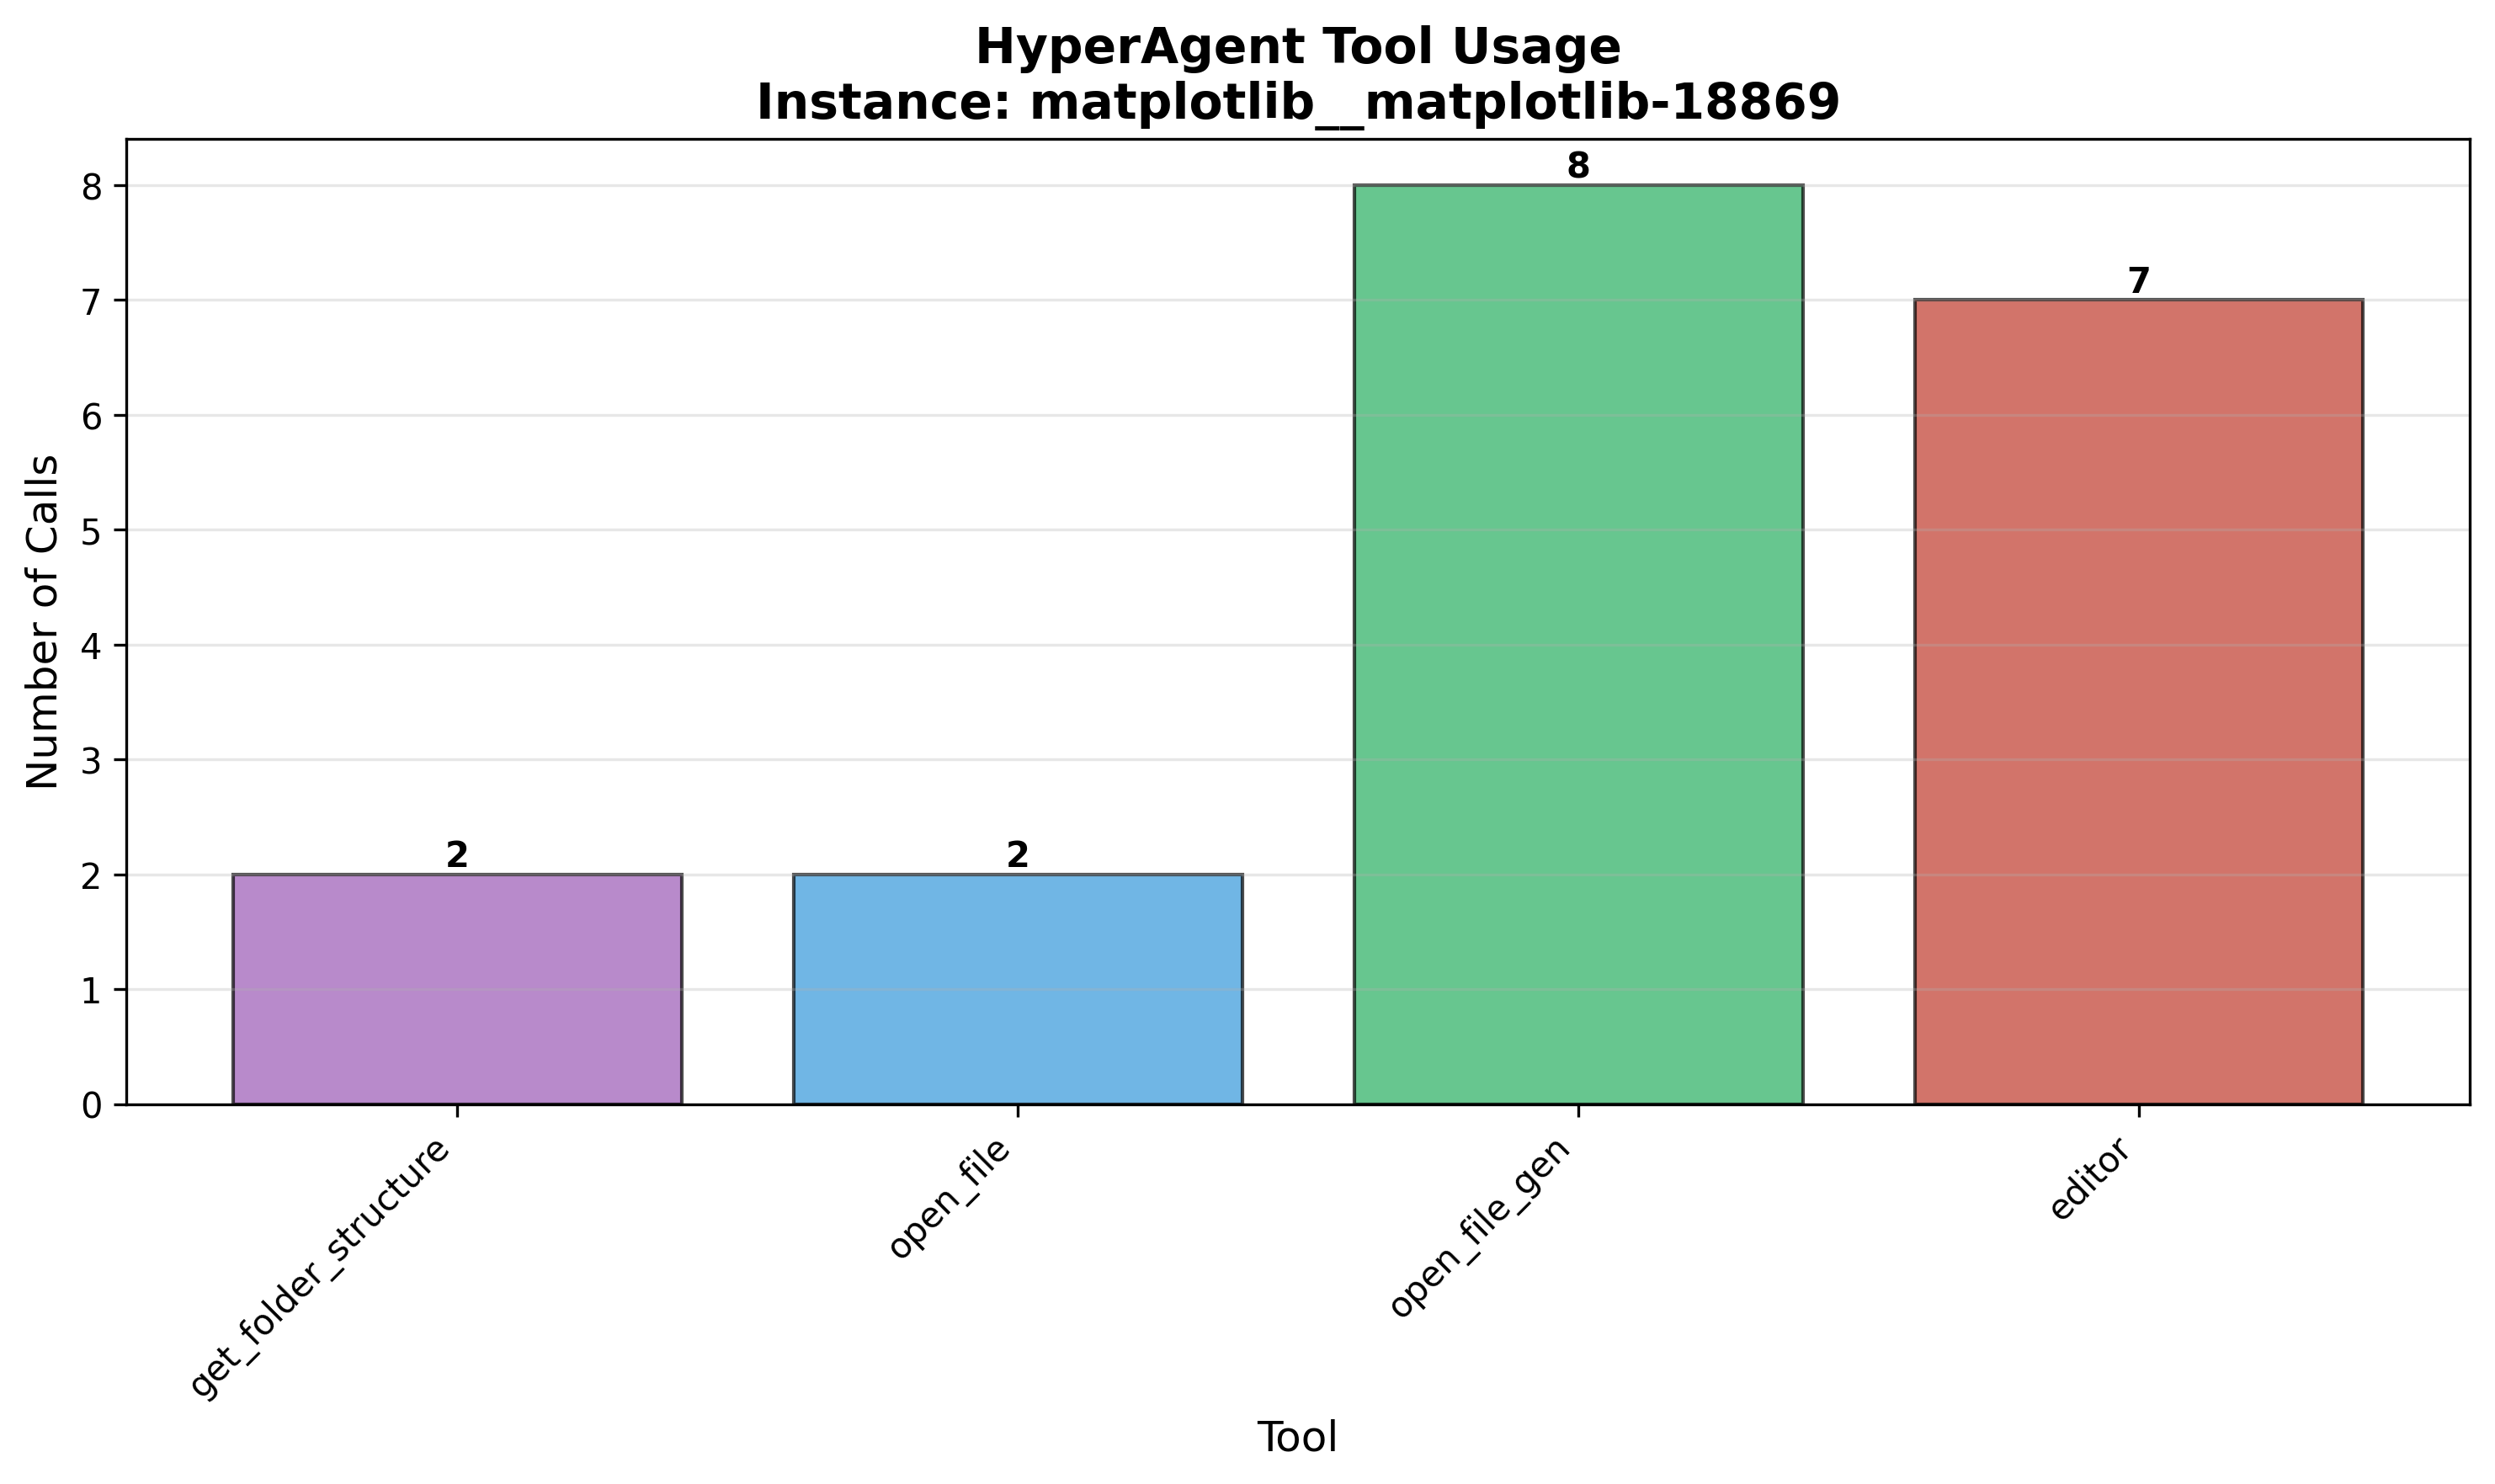 HyperAgent Tool Usage
Instance: matplotlib__matplotlib-18869
Number of Calls
8
7
6
5
4
3
2
1
0
2
2
8
7
get_folder_structure
open_file
open_file_gen
editor
Tool